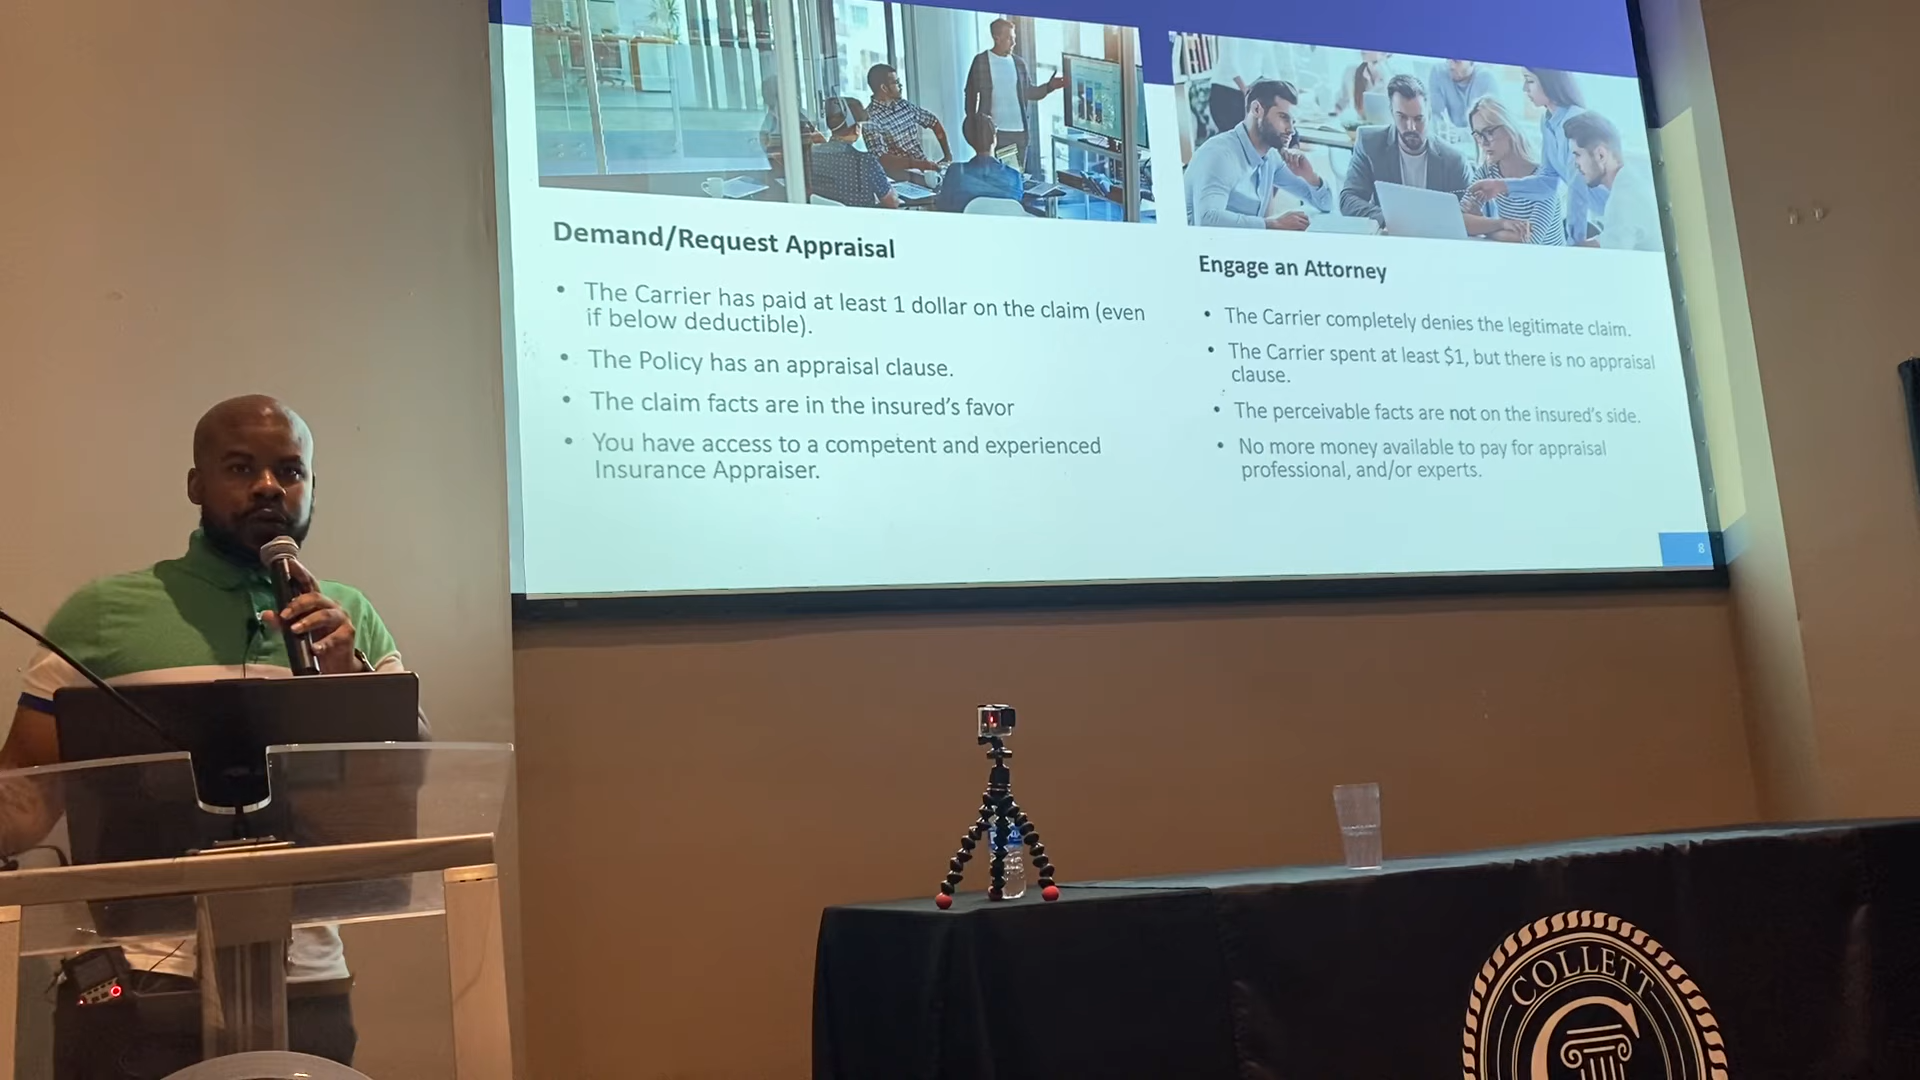 Demand/Request Appraisal
• The Carrier has paid at least 1 dollar on the claim (even
if below deductible).
• The Policy has an appraisal clause.
• The claim facts are in the insured's favor
• You have access to a competent and experienced
Insurance Appraiser.
Engage an Attorney
• The Carrier completely denies the legitimate claim.
• The Carrier spent at least $1, but there is no appraisal
clause.
• The perceivable facts are not on the insured's side.
• No more money available to pay for appraisal
professional, and/or experts.
8
COLLETT
C